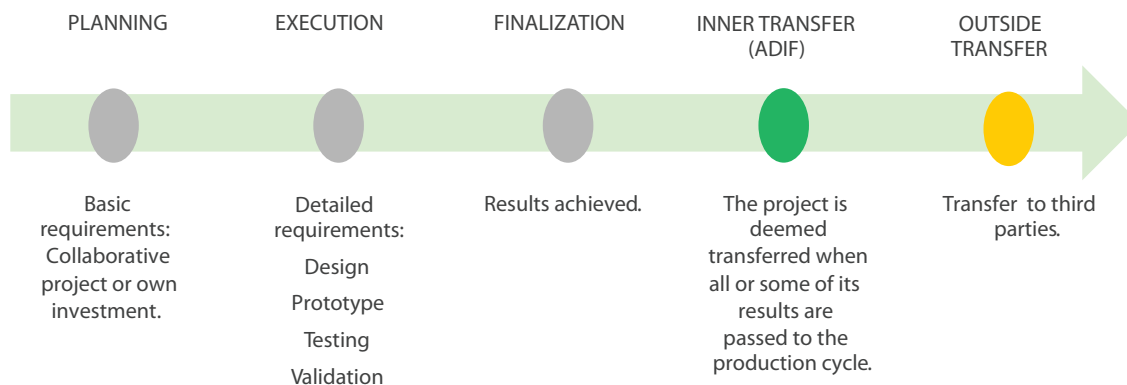 PLANNING
EXECUTION
FINALIZATION
INNER TRANSFER
(ADIF)
OUTSIDE
TRANSFER
Basic
requirements:
Collaborative
project or own
investment.
Detailed
requirements:
Design
Prototype
Testing
Validation
Results achieved.
The project is
deemed
transferred when
all or some of its
results are
passed to the
production cycle.
Transfer to third
parties.